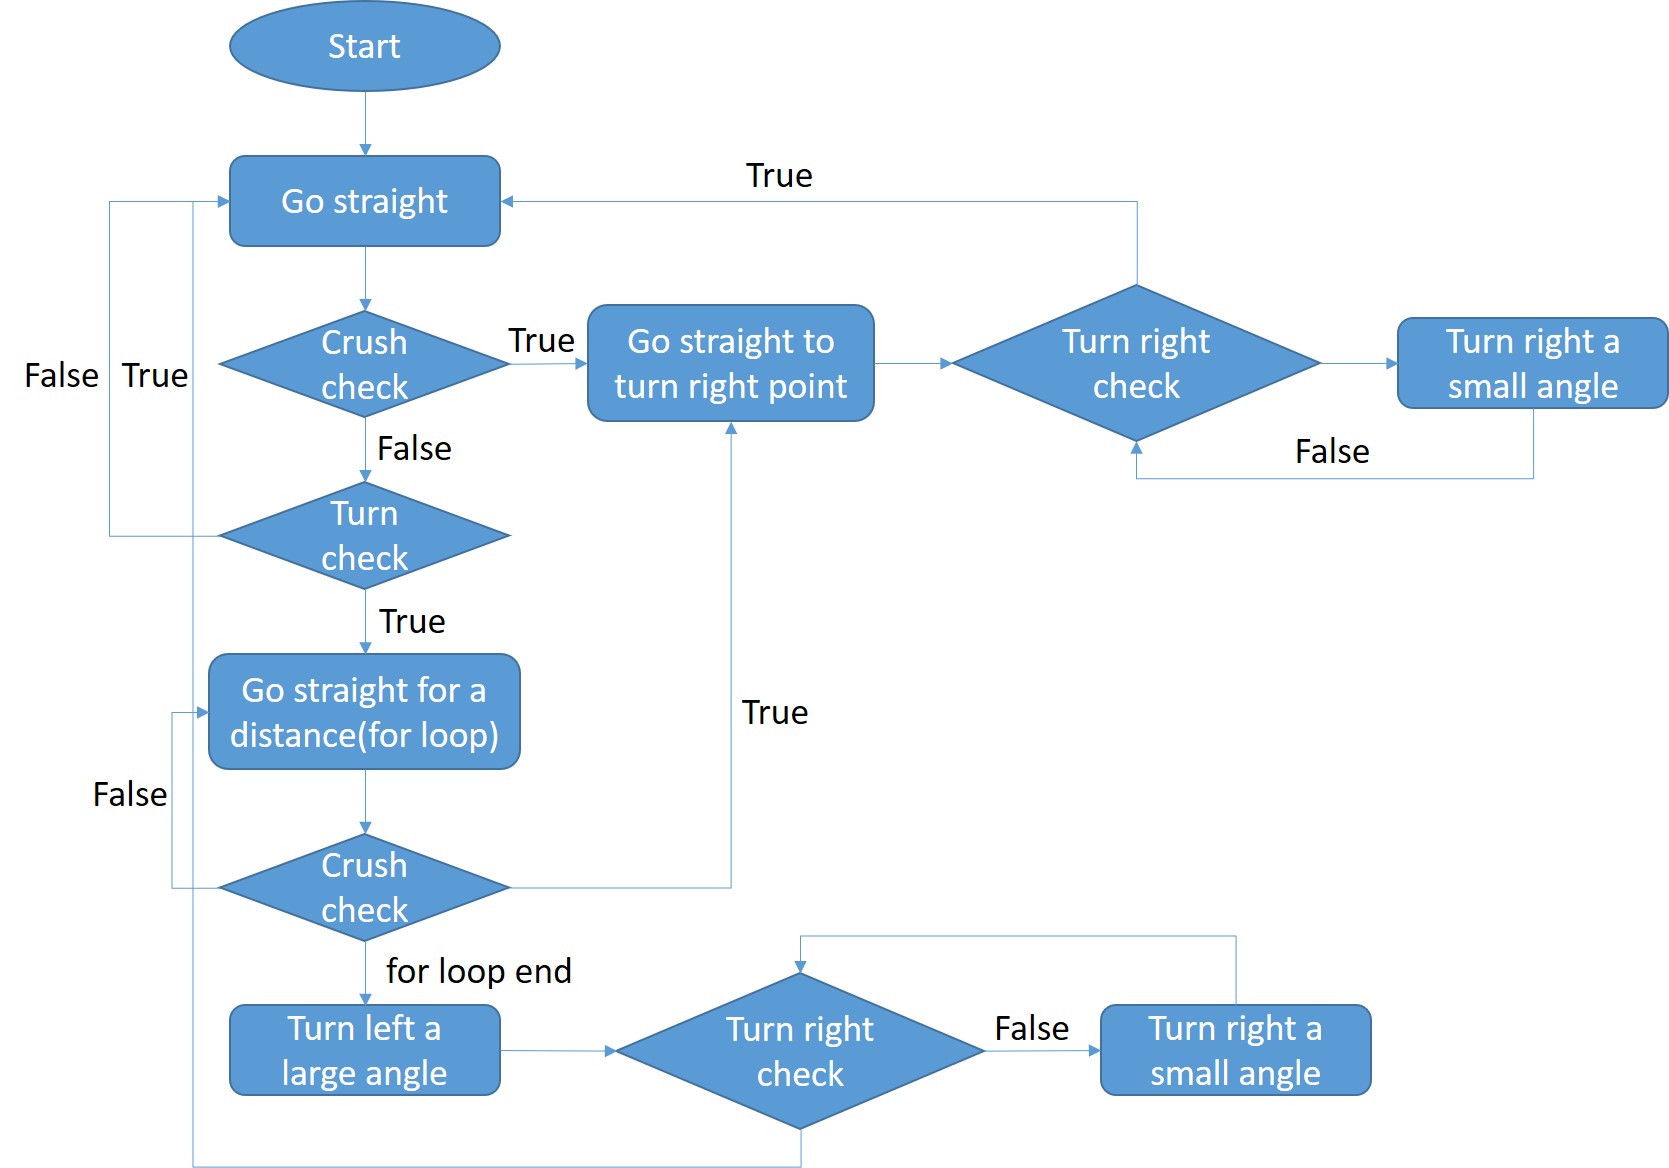 Start
Go straight
True
Crush
check
True
Go straight to
turn right point
Turn right
check
Turn right a
small angle
False
True
False
False
Turn
check
True
Go straight for a
distance(for loop)
True
False
Crush
check
for loop end
Turn left a
large angle
Turn right
check
False
Turn right a
small angle